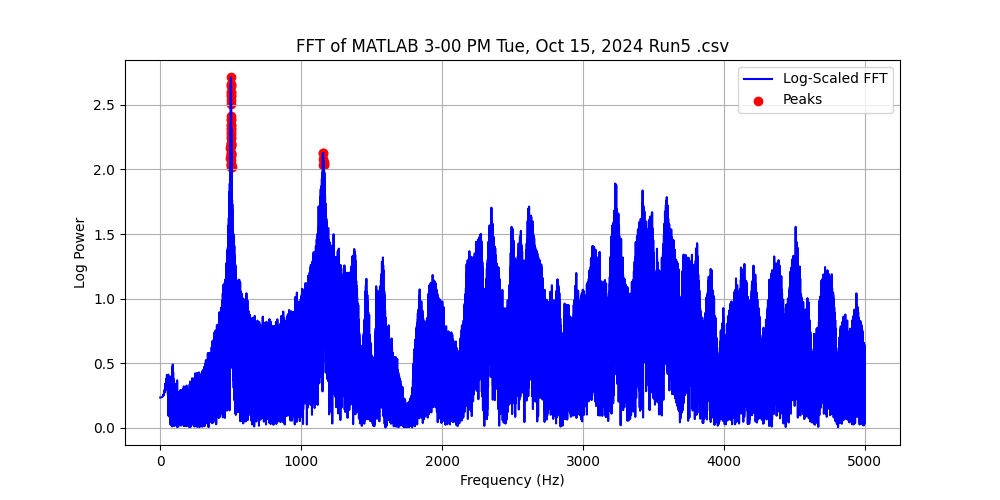 FFT of MATLAB 3-00 PM Tue, Oct 15, 2024 Run5 .csv
Log-Scaled FFT
Peaks
Log Power
2.5
2.0
1.5
1.0
0.5
0.0
0
1000
2000
3000
4000
5000
Frequency (Hz)